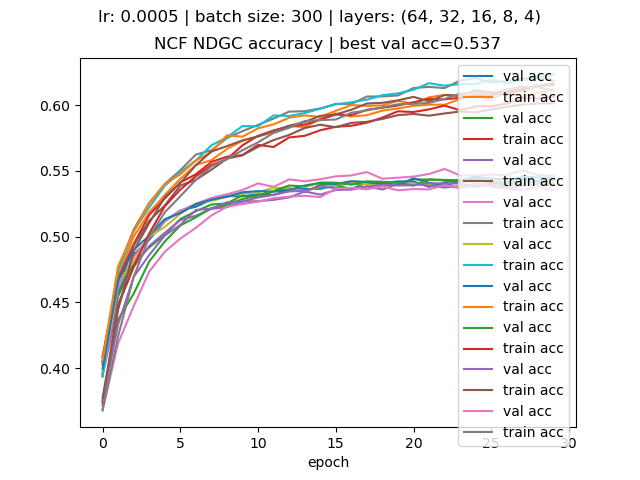 lr: 0.0005 | batch size: 300 | layers: (64, 32, 16, 8, 4)
NCF NDGC accuracy | best val acc=0.537
0.60
0.55
0.50
0.45
0.40
val acc
train acc
val acc
train acc
val acc
train acc
val acc
train acc
val acc
train acc
val acc
train acc
val acc
train acc
val acc
train acc
val acc
train acc
0 5 10 15 20 25 30
epoch